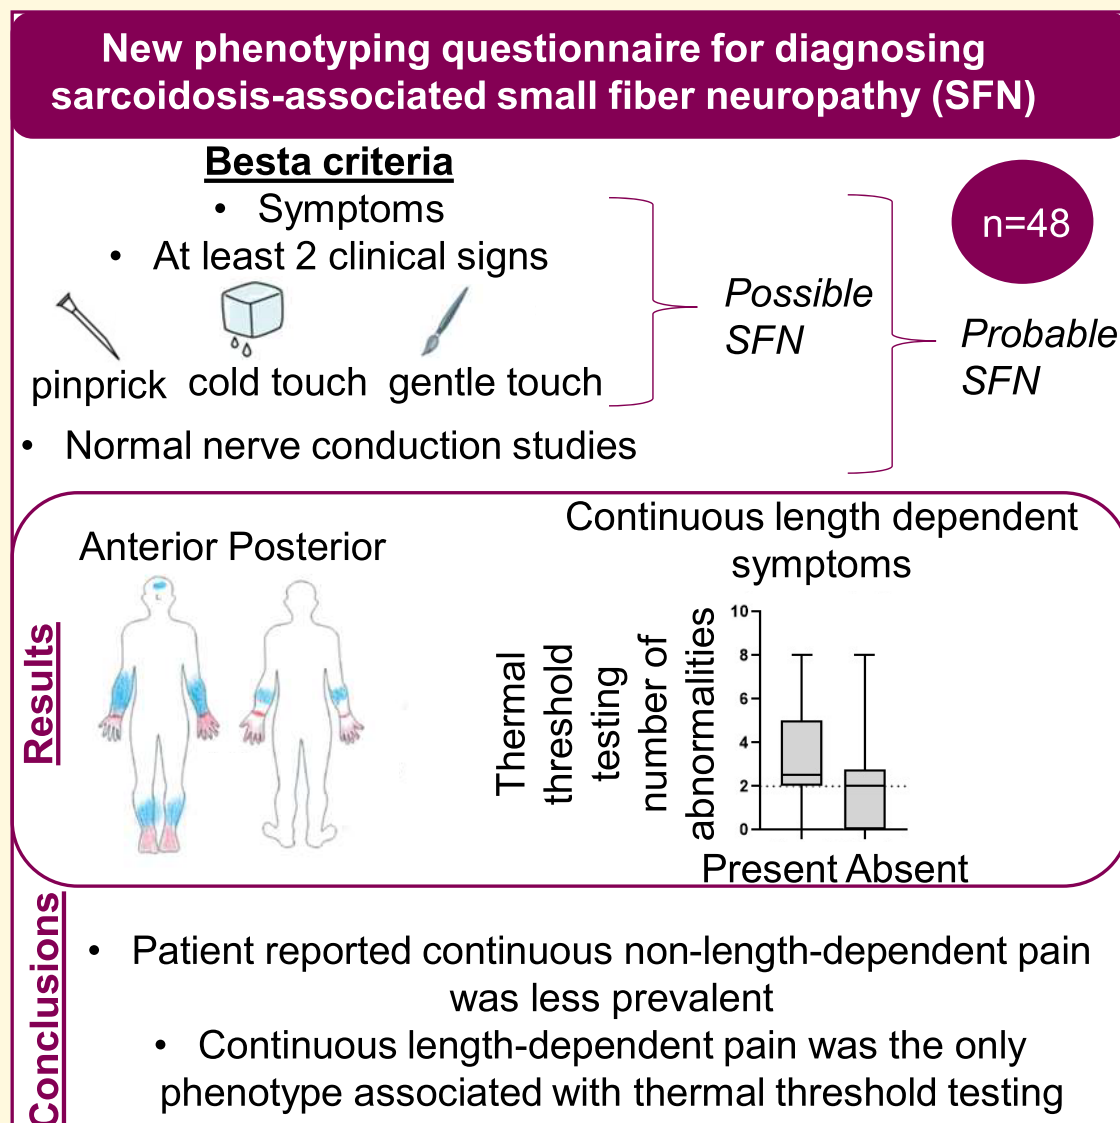 New phenotyping questionnaire for diagnosing
sarcoidosis-associated small fiber neuropathy (SFN)
Besta criteria
• Symptoms
• At least 2 clinical signs
pinprick cold touch gentle touch
• Normal nerve conduction studies
Possible
SFN
n=48
Probable
SFN
Results
Anterior Posterior
Continuous length dependent
symptoms
Thermal
threshold
testing
number of
abnormalities
10
8
6
4
2
0
Present Absent
Conclusions
• Patient reported continuous non-length-dependent pain
was less prevalent
• Continuous length-dependent pain was the only
phenotype associated with thermal threshold testing